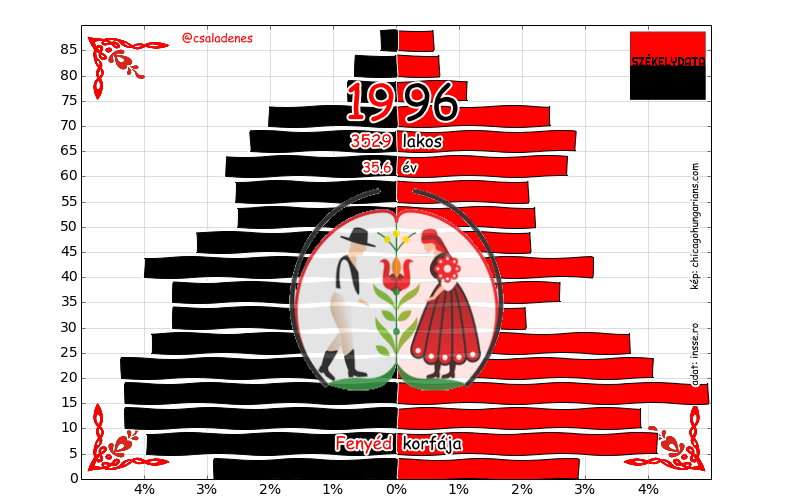 @csaladenes
SZÉKELYDATA
1996
3529 lakos
35.6 év
kép: chicagohungarians.com
adat: insse.ro
Fenyéd korfája
85
80
75
70
65
60
55
50
45
40
35
30
25
20
15
10
5
0
4% 3% 2% 1% 0% 1% 2% 3% 4%